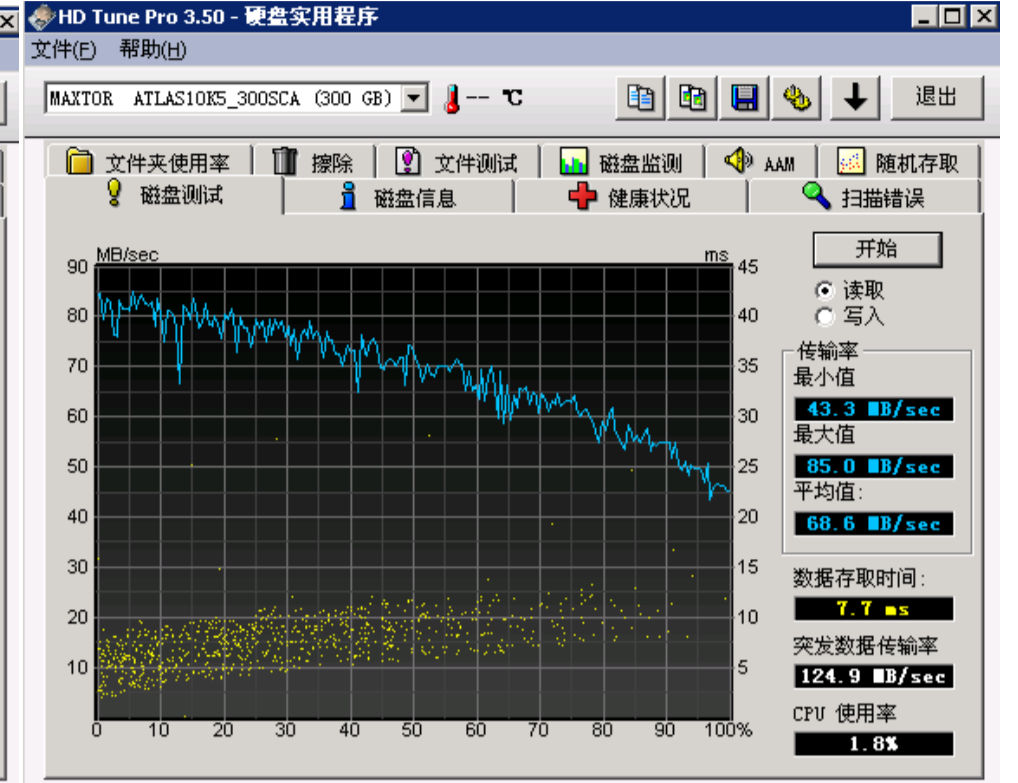 HD Tune Pro 3.50 - 硬盘实用程序
文件(F) 帮助(H)
MAXTOR ATLAS10K5_300SCA (300 GB) -- ℃ 退出
文件夹使用率 擦除 文件测试 磁盘监测 AAM 随机存取
磁盘测试 磁盘信息 健康状况 扫描错误
MB/sec ms
90 45
80 40
70 35
60 30
50 25
40 20
30 15
20 10
10 5
0 10 20 30 40 50 60 70 80 90 100%
开始
读取
写入
传输率
最小值
43.3 MB/sec
最大值
85.0 MB/sec
平均值:
68.6 MB/sec
数据存取时间:
7.7 ms
突发数据传输率
124.9 MB/sec
CPU 使用率
1.8%